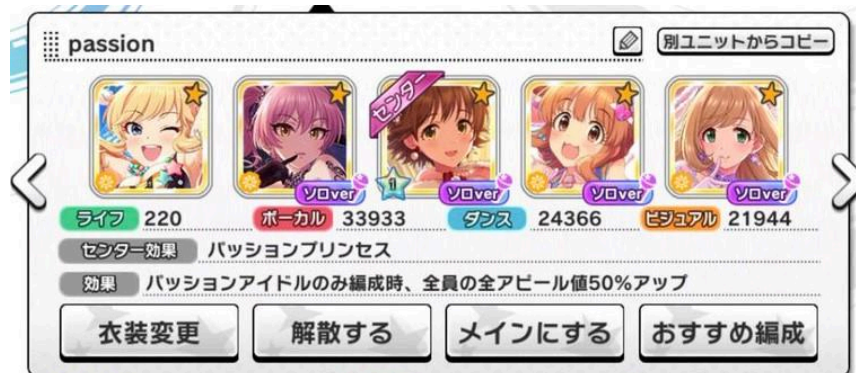 passion
別ユニットからコピー
センター
ソロver
ソロver
ソロver
ソロver
1
ライフ 220 ボーカル 33933 ダンス 24366 ビジュアル 21944
センター効果 パッションプリンセス
効果 パッションアイドルのみ編成時、全員の全アピール値50%アップ
衣装変更 解散する メインにする おすすめ編成